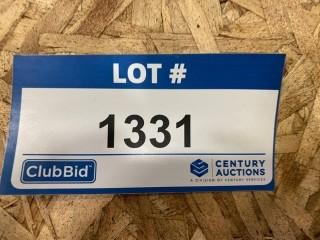 LOT #
1331
ClubBid
CENTURY
AUCTIONS
A DIVISION OF CENTURY SERVICES